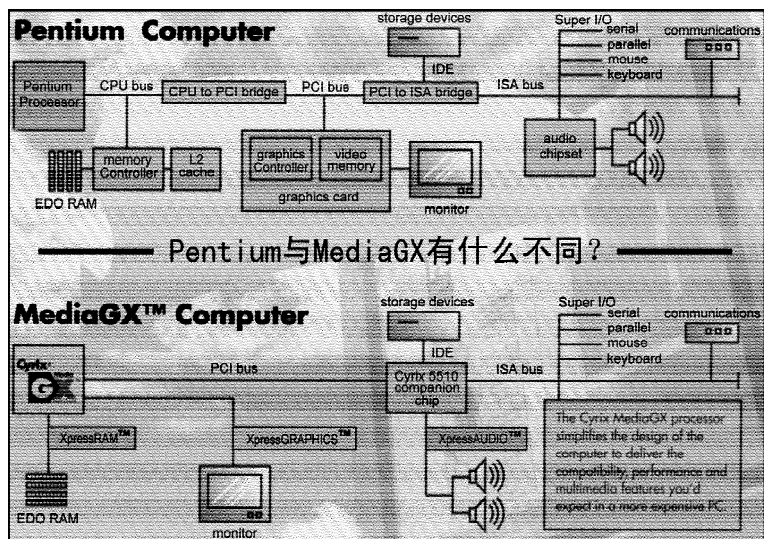 Pentium Computer
storage devices
Super I/O
serial
parallel
mouse
keyboard
communications
IDE
Pentium
Processor
CPU bus
CPU to PCI bridge
PCI bus
PCI to ISA bridge
ISA bus
memory
Controller
L2
cache
EDO RAM
graphics
Controller
video
memory
graphics card
monitor
audio
chipset
Pentium与MediaGX有什么不同?
MediaGX™ Computer
storage devices
Super I/O
serial
parallel
mouse
keyboard
communications
IDE
Cyrix
Media
GX
PCI bus
Cyrix 5510
companion
chip
ISA bus
XpressRAM™
XpressGRAPHICS™
XpressAUDIO™
EDO RAM
monitor
The Cyrix MediaGX processor
simplifies the design of the
computer to deliver the
compatibility, performance and
multimedia features you'd
expect in a more expensive PC.